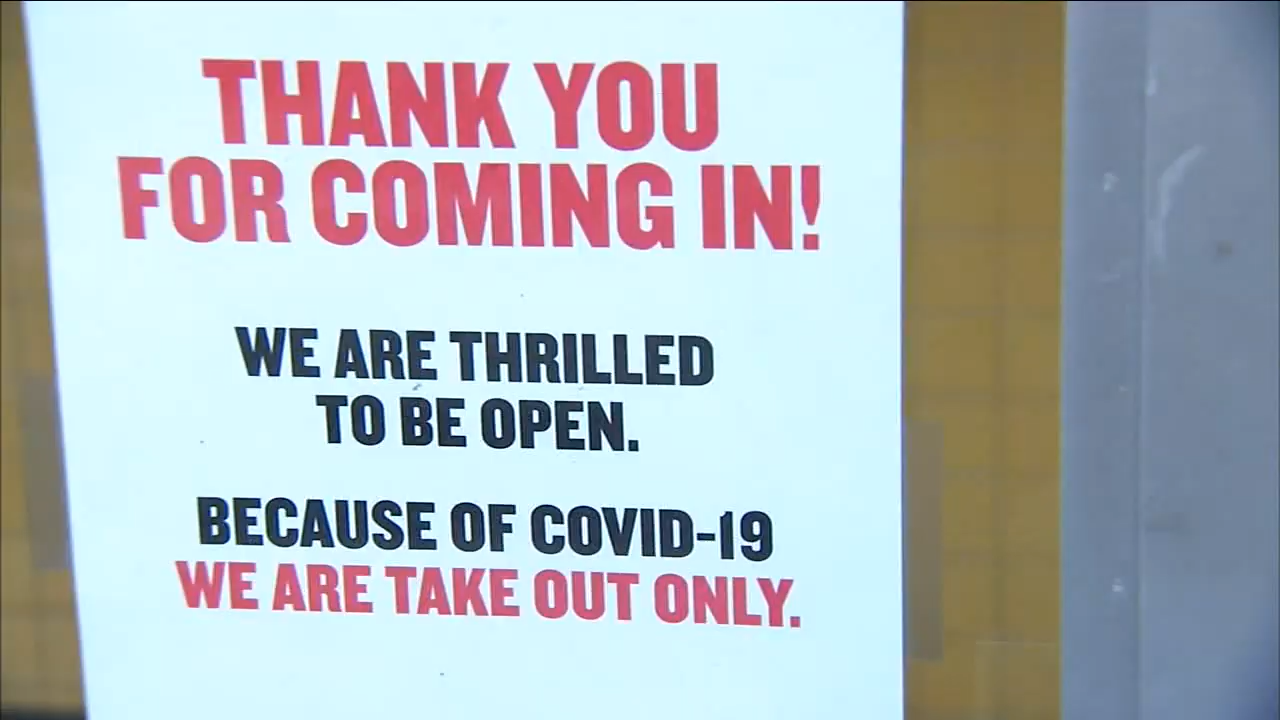 THANK YOU
FOR COMING IN!
WE ARE THRILLED
TO BE OPEN.
BECAUSE OF COVID-19
WE ARE TAKE OUT ONLY.